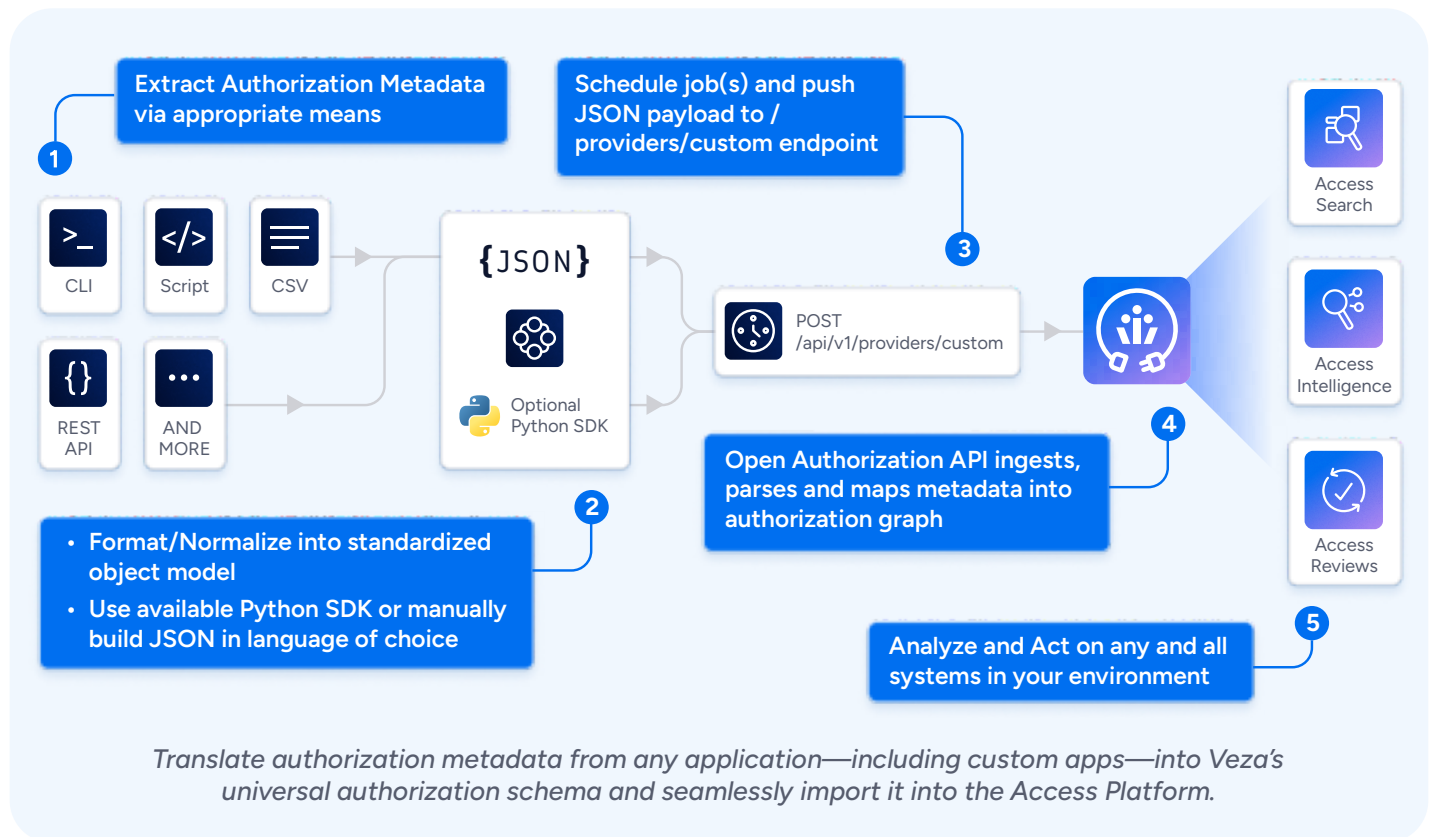 Extract Authorization Metadata
via appropriate means
1
Schedule job(s) and push
JSON payload to /
providers/custom endpoint
3
>_
CLI
</>
Script
CSV
{}
REST
API
AND
MORE
{JSON}
Optional
Python SDK
POST
/api/v1/providers/custom
Access
Search
Access
Intelligence
Access
Reviews
2
Format/Normalize into standardized
object model
Use available Python SDK or manually
build JSON in language of choice
4
Open Authorization API ingests,
parses and maps metadata into
authorization graph
5
Analyze and Act on any and all
systems in your environment
Translate authorization metadata from any application—including custom apps—into Veza’s
universal authorization schema and seamlessly import it into the Access Platform.